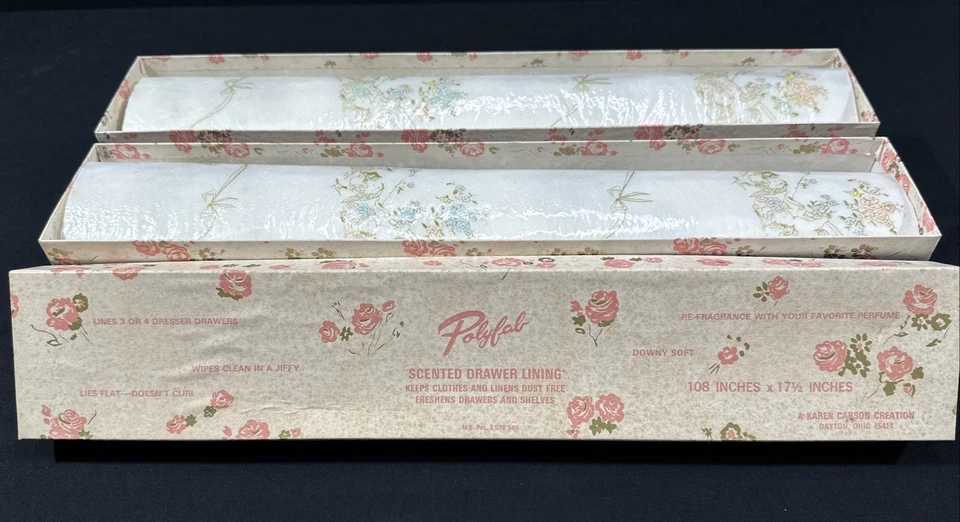 Polyfab
LINES 3 OR 4 DRESSER DRAWERS
RE-FRAGRANCE WITH YOUR FAVORITE PERFUME
DOWNY SOFT
WIPES CLEAN IN A JIFFY
SCENTED DRAWER LINING
KEEPS CLOTHES AND LINENS DUST FREE
FRESHENS DRAWERS AND SHELVES
108 INCHES x 17½ INCHES
LIES FLAT—DOESN'T CURL
A KAREN CARSON CREATION
DAYTON, OHIO
U.S. Pat.